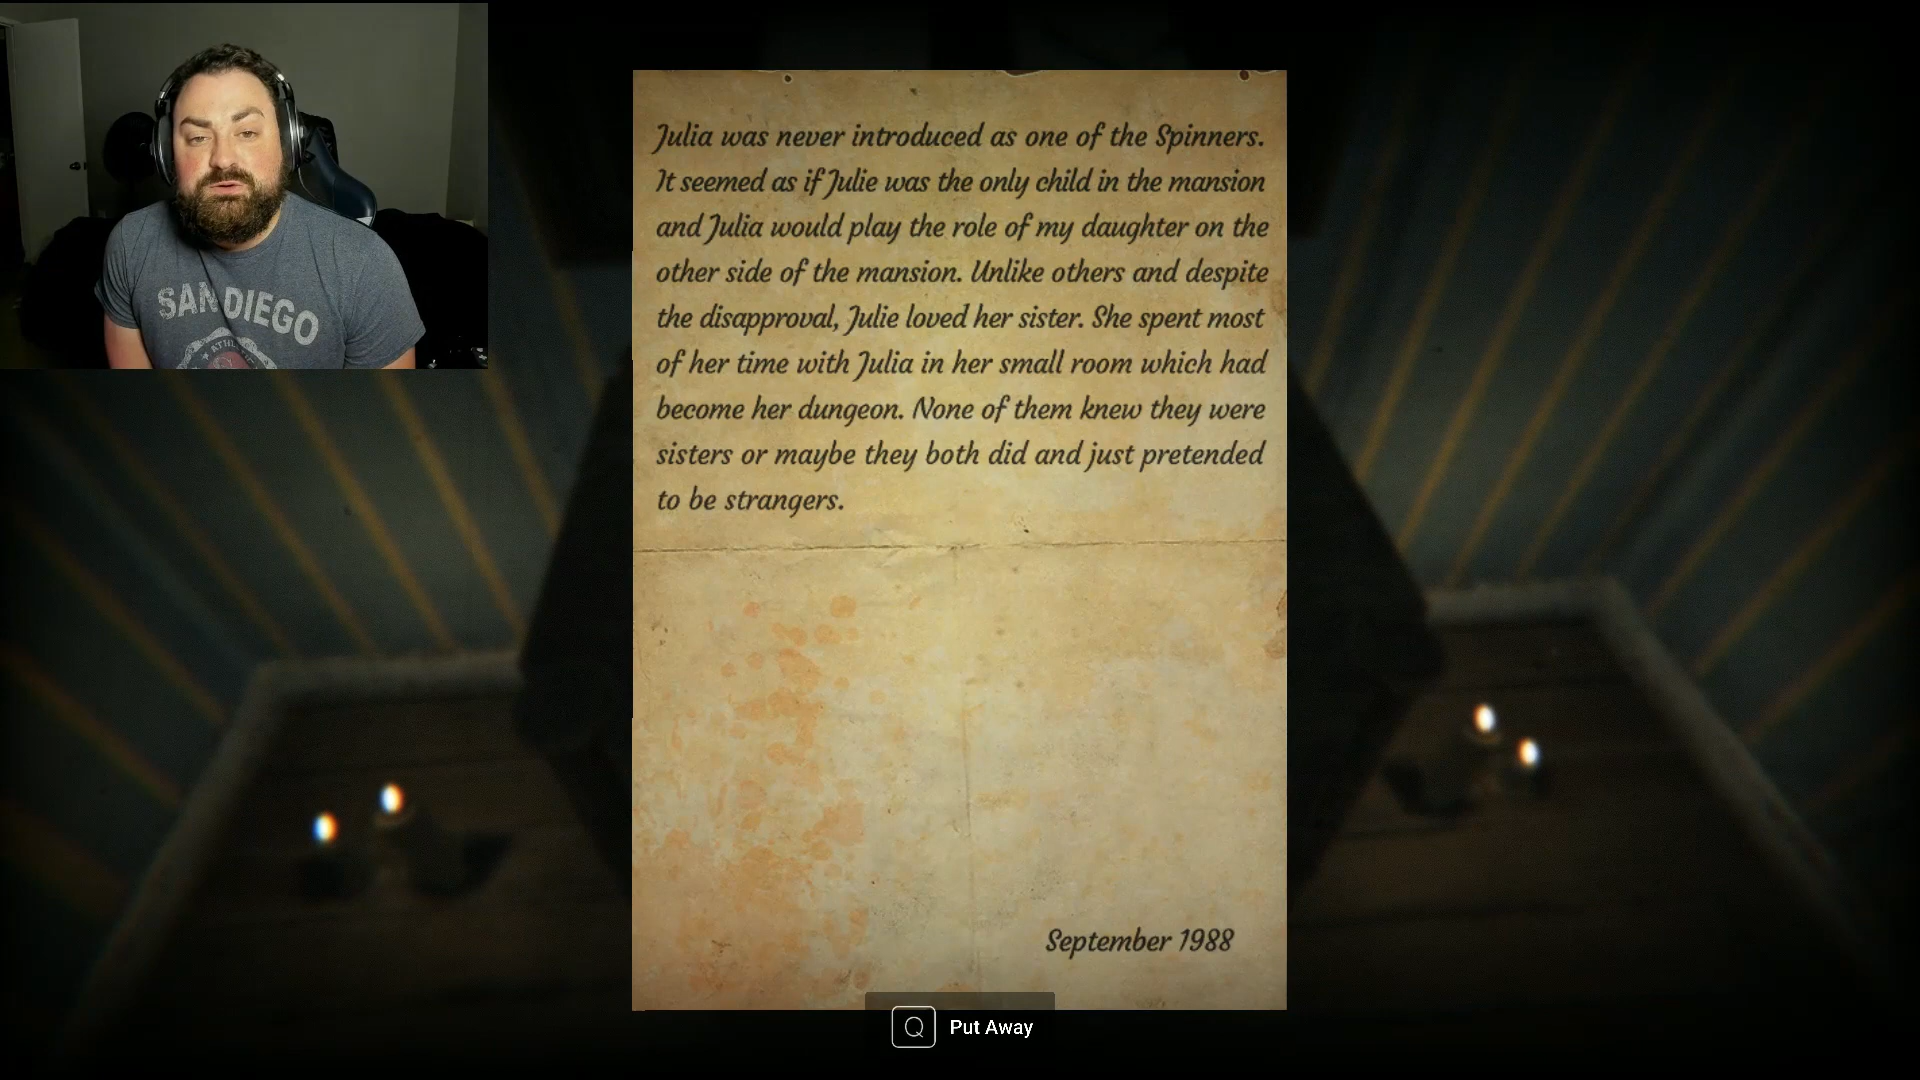 SAN DIEGO
Julia was never introduced as one of the Spinners.
It seemed as if Julie was the only child in the mansion
and Julia would play the role of my daughter on the
other side of the mansion. Unlike others and despite
the disapproval, Julie loved her sister. She spent most
of her time with Julia in her small room which had
become her dungeon. None of them knew they were
sisters or maybe they both did and just pretended
to be strangers.
September 1988
Q Put Away